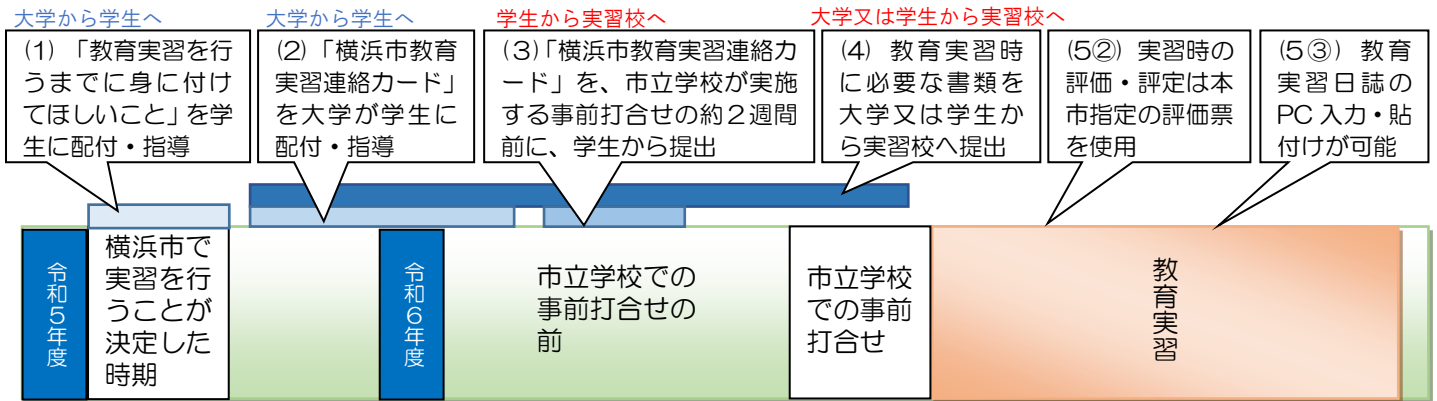 大学から学生へ
(1) 「教育実習を行
うまでに身に付け
てほしいこと」を学
生に配付・指導
大学から学生へ
(2)「横浜市教育
実習連絡カード」
を大学が学生に
配付・指導
学生から実習校へ
(3)「横浜市教育実習連絡カ
ード」を、市立学校が実施
する事前打合せの約2週間
前に、学生から提出
大学又は学生から実習校へ
(4) 教育実習時
に必要な書類を
大学又は学生か
ら実習校へ提出
(5②) 実習時の
評価・評定は本
市指定の評価票
を使用
(5③) 教育
実習日誌の
PC 入力・貼
付けが可能
令和5年度
横浜市で
実習を行
うことが
決定した
時期
令和6年度
市立学校での
事前打合せの
前
市立学校
での事前
打合せ
教育実習